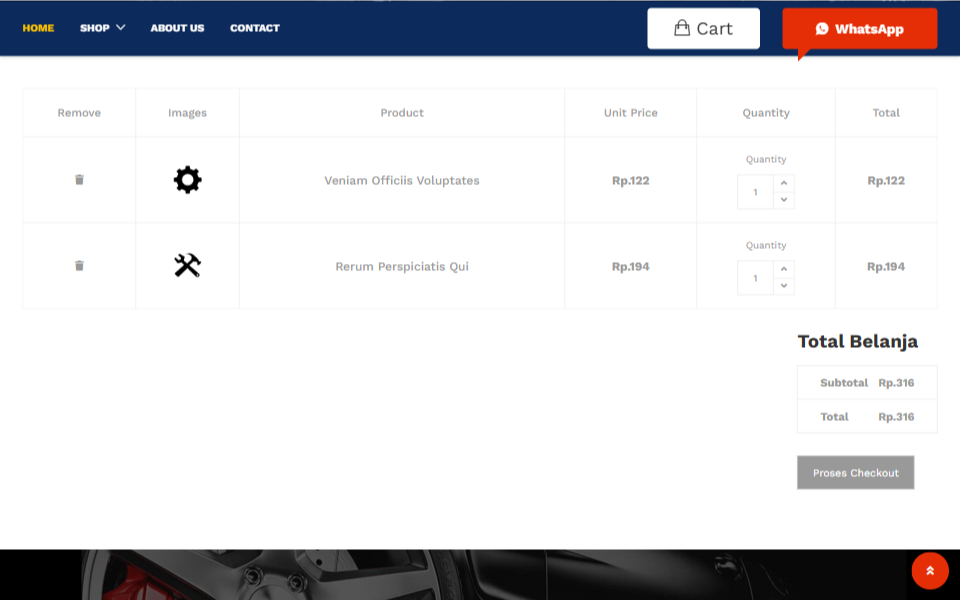 HOME SHOP ABOUT US CONTACT Cart WhatsApp
Remove Images Product Unit Price Quantity Total
Quantity
Veniam Officiis Voluptates Rp.122 1 Rp.122
Quantity
Rerum Perspiciatis Qui Rp.194 1 Rp.194
Total Belanja
Subtotal Rp.316
Total Rp.316
Proses Checkout